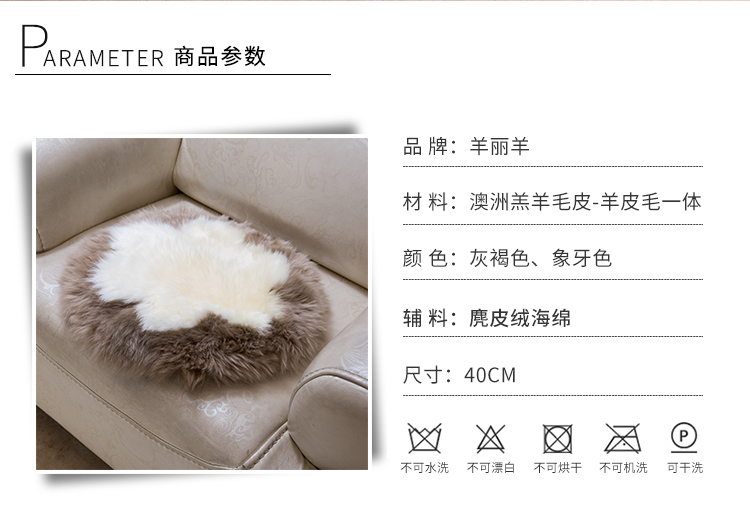 PARAMETER 商品参数
品 牌：羊丽羊
材 料：澳洲羔羊毛皮-羊皮毛一体
颜 色：灰褐色、象牙色
辅 料：麂皮绒海绵
尺寸：40CM
P
不可水洗 不可漂白 不可烘干 不可机洗 可干洗